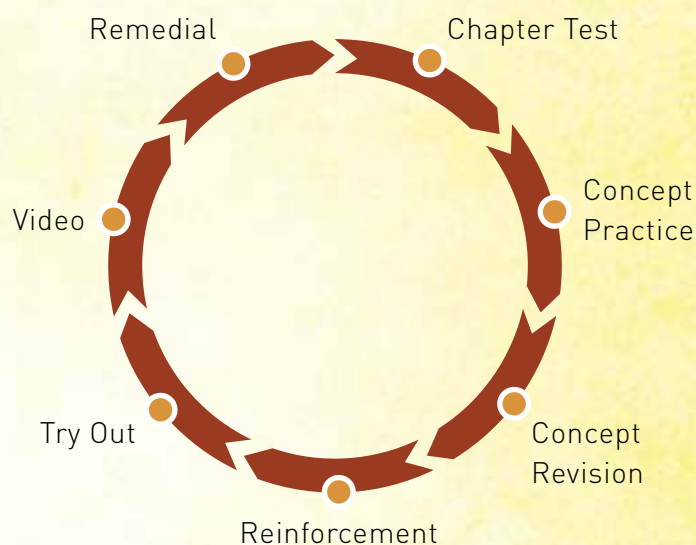 Remedial
Chapter Test
Concept
Practice
Video
Concept
Revision
Try Out
Reinforcement